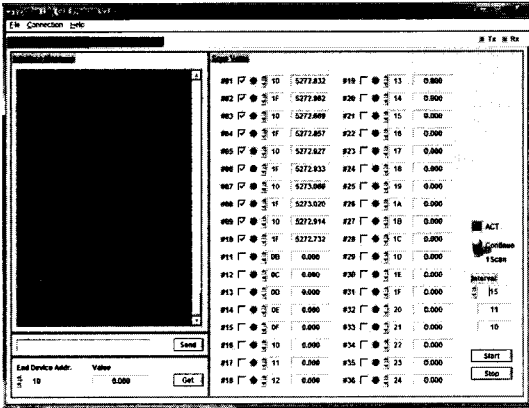 File Connection Help
Tx Rx
#01 10 5272.832 #19 13 0.000
#02 1F 5272.982 #20 14 0.000
#03 10 5272.689 #21 15 0.000
#04 1F 5272.857 #22 16 0.000
#05 10 5272.927 #23 17 0.000
#06 1F 5272.933 #24 18 0.000
#07 10 5273.089 #25 19 0.000
#08 1F 5273.020 #26 1A 0.000
#09 10 5272.914 #27 1B 0.000
#10 1F 5272.732 #28 1C 0.000
#11 0B 0.000 #29 1D 0.000
#12 0C 0.000 #30 1E 0.000
#13 0D 0.000 #31 1F 0.000
#14 0E 0.000 #32 20 0.000
#15 0F 0.000 #33 21 0.000
#16 10 0.000 #34 22 0.000
#17 11 0.000 #35 23 0.000
#18 12 0.000 #36 24 0.000
ACT
Continue
1Scan
Interval
15
11
10
Start
Stop
Send
End Device Addr. Value
10 0.000 Get